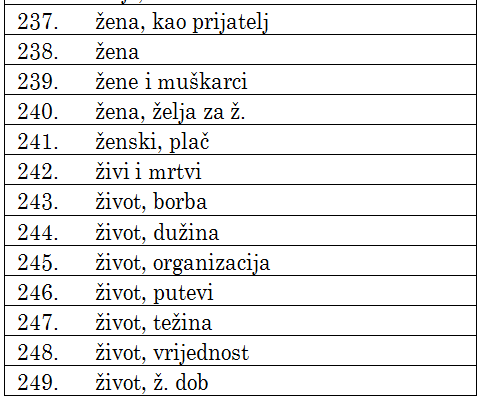 237. žena, kao prijatelj
238. žena
239. žene i muškarci
240. žena, želja za ž.
241. ženski, plač
242. živi i mrtvi
243. život, borba
244. život, dužina
245. život, organizacija
246. život, putevi
247. život, težina
248. život, vrijednost
249. život, ž. dob